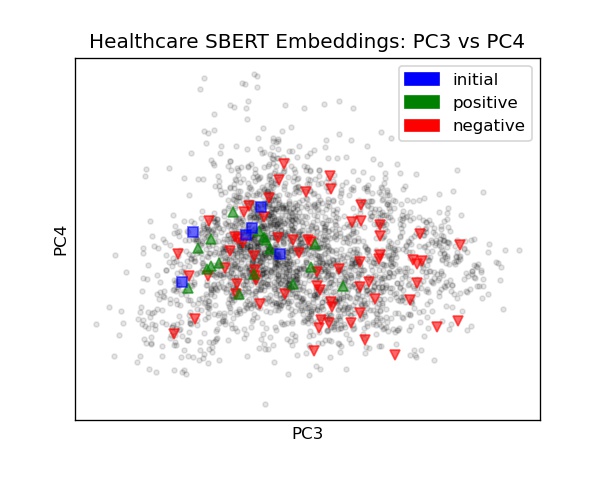 Healthcare SBERT Embeddings: PC3 vs PC4
initial
positive
negative
PC4
PC3